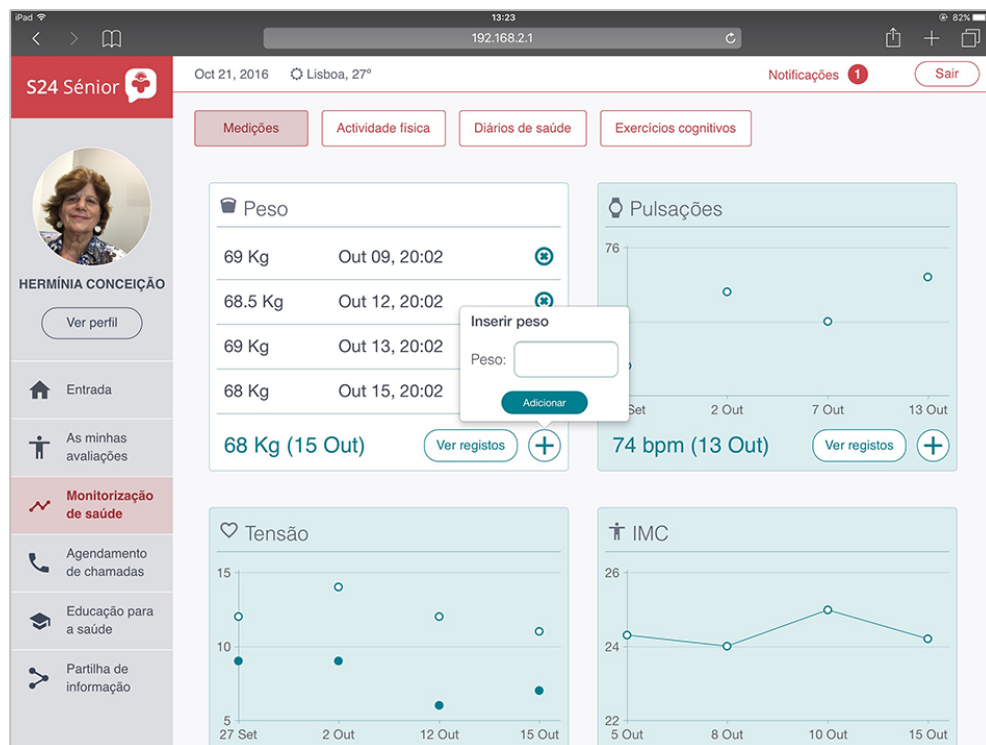 iPad
13:23
82%
192.168.2.1
S24 Sénior
Oct 21, 2016
Lisboa, 27°
Notificações 1
Sair
Medições
Actividade física
Diários de saúde
Exercícios cognitivos
HERMÍNIA CONCEIÇÃO
Ver perfil
Entrada
As minhas
avaliações
Monitorização
de saúde
Agendamento
de chamadas
Educação para
a saúde
Partilha de
informação
Peso
69 Kg Out 09, 20:02
68.5 Kg Out 12, 20:02
69 Kg Out 13, 20:02
68 Kg Out 15, 20:02
68 Kg (15 Out)
Ver registos
+
Inserir peso
Peso:
Adicionar
Pulsações
76
Set
2 Out
7 Out
13 Out
74 bpm (13 Out)
Ver registos
+
Tensão
15
10
5
27 Set
2 Out
12 Out
15 Out
IMC
26
24
22
5 Out
8 Out
10 Out
15 Out